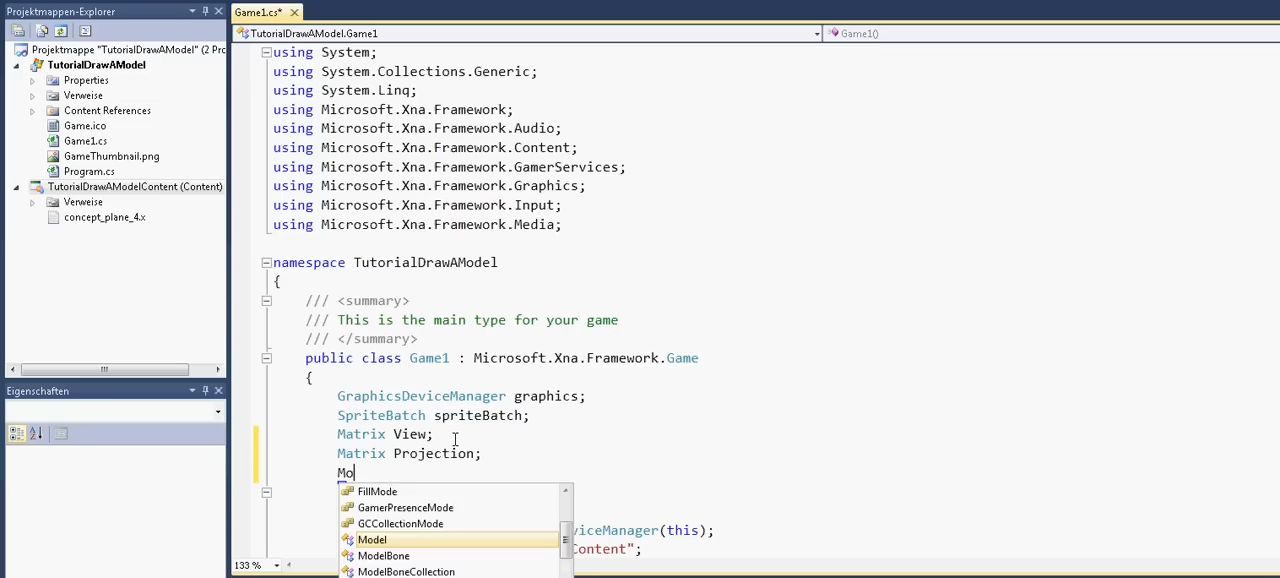 Projektmappen-Explorer
Projektmappe "TutorialDrawAModel" (2 Pro
TutorialDrawAModel
Properties
Verweise
Content References
Game.ico
Game1.cs
GameThumbnail.png
Program.cs
TutorialDrawAModelContent (Content)
Verweise
concept_plane_4.x
Eigenschaften
Game1.cs*
TutorialDrawAModel.Game1
Game1()
using System;
using System.Collections.Generic;
using System.Linq;
using Microsoft.Xna.Framework;
using Microsoft.Xna.Framework.Audio;
using Microsoft.Xna.Framework.Content;
using Microsoft.Xna.Framework.GamerServices;
using Microsoft.Xna.Framework.Graphics;
using Microsoft.Xna.Framework.Input;
using Microsoft.Xna.Framework.Media;
namespace TutorialDrawAModel
{
/// <summary>
/// This is the main type for your game
/// </summary>
public class Game1 : Microsoft.Xna.Framework.Game
{
GraphicsDeviceManager graphics;
SpriteBatch spriteBatch;
Matrix View;
Matrix Projection;
Mo
FillMode
GamerPresenceMode
GCCollectionMode
Model
ModelBone
ModelBoneCollection
viceManager(this);
Content";
133 %